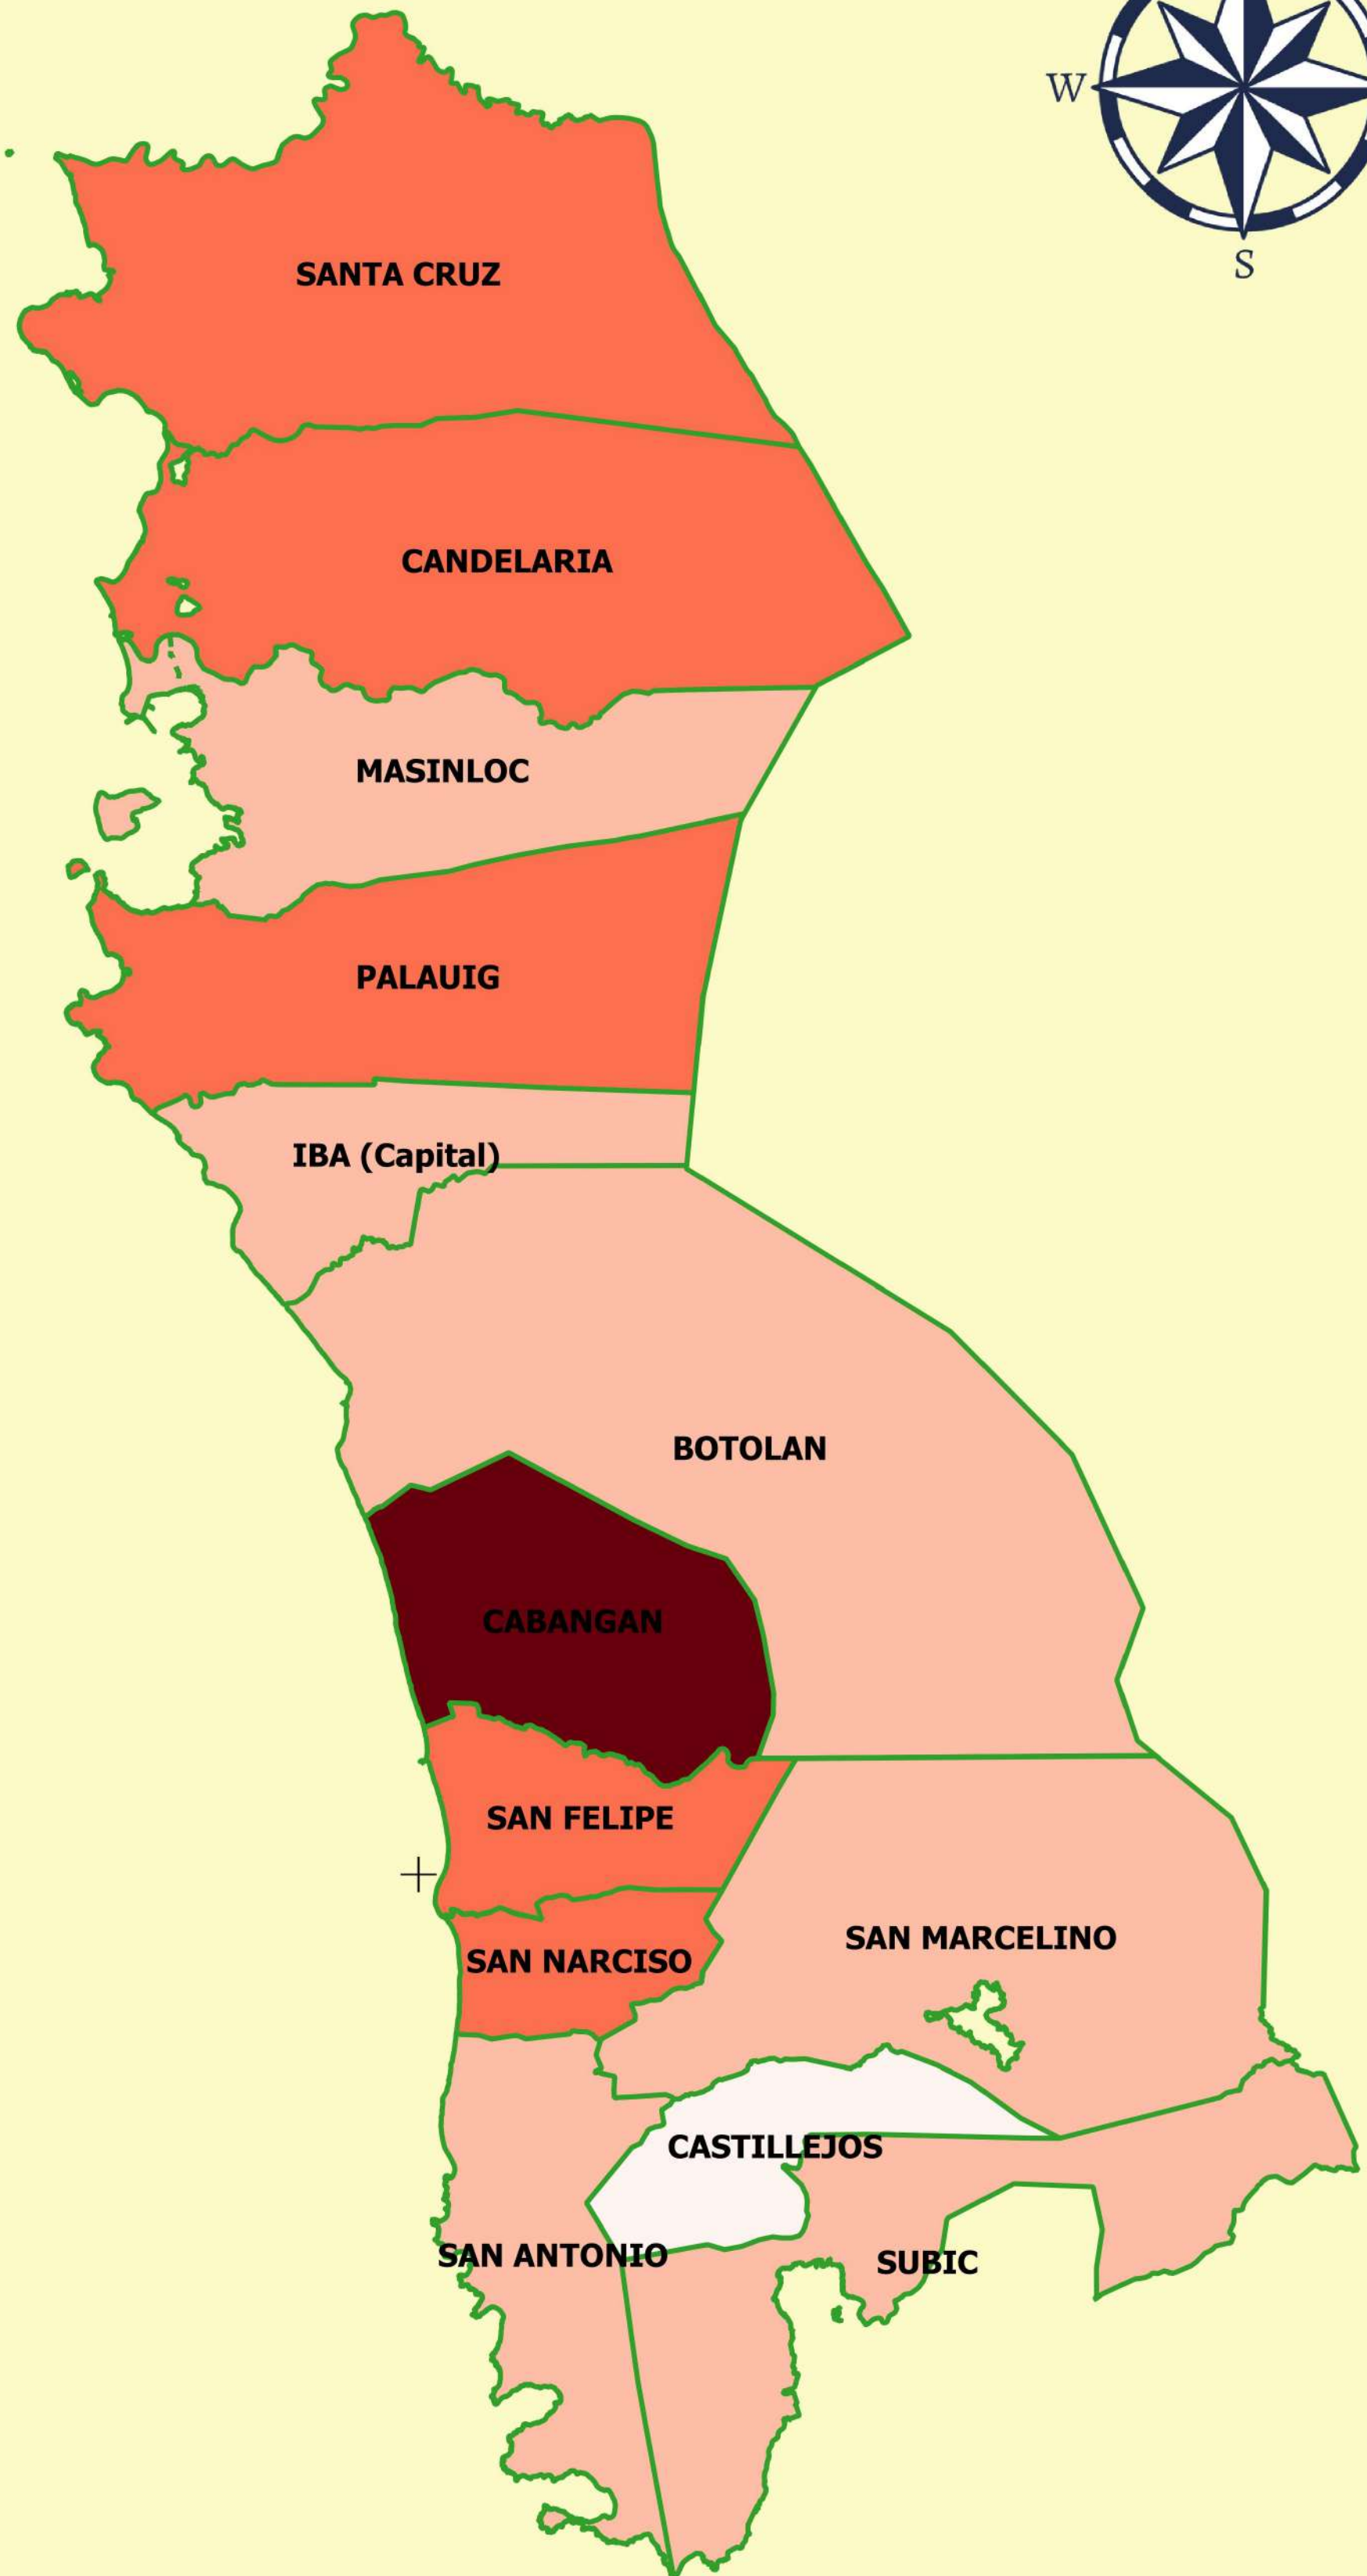 W
S
SANTA CRUZ
CANDELARIA
MASINLOC
PALAUIG
IBA (Capital)
BOTOLAN
CABANGAN
SAN FELIPE
SAN MARCELINO
SAN NARCISO
CASTILLEJOS
SAN ANTONIO
SUBIC